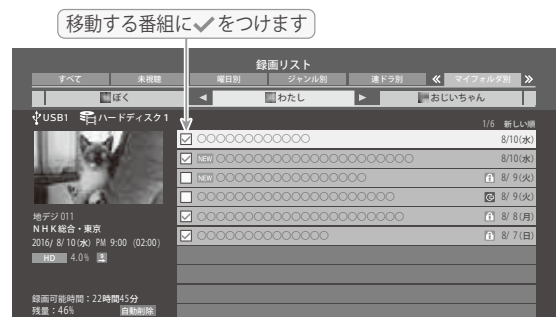 移動する番組に✓をつけます
録画リスト
すべて 未視聴 曜日別 ジャンル別 連ドラ別 ≪ マイフォルダ別 ≫
ぼく ◀ わたし ▶ おじいちゃん
USB1 ハードディスク1
1/6 新しい順
○○○○○○○○○○○○ 8/10(水)
NEW ○○○○○○○○○○○○○○○○○○○○○ 8/10(水)
NEW ○○○○○○○○○○○○○○○○ 8/ 9(火)
○○○○○○○○○○○○○○○○○○○○○ 8/ 9(火)
○○○○○○○○○○○○○○○○○○○○○○ 8/ 8(月)
○○○○○○○○○○○○○○ 8/ 7(日)
地デジ 011
NHK総合・東京
2016/ 8/10(水) PM 9:00 (02:00)
HD 4.0%
録画可能時間:22時間45分
残量:46% 自動削除